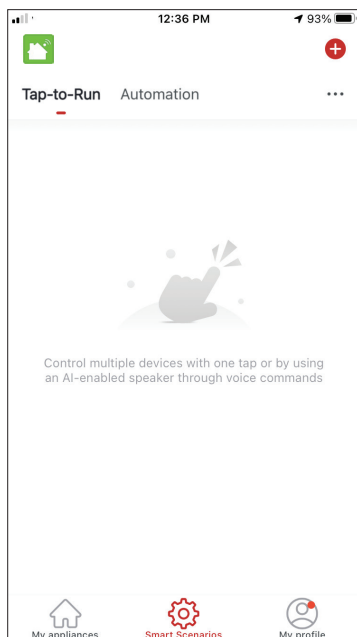 12:36 PM
93%
Tap-to-Run Automation
Control multiple devices with one tap or by using
an AI-enabled speaker through voice commands
My appliances Smart Scenarios My profile